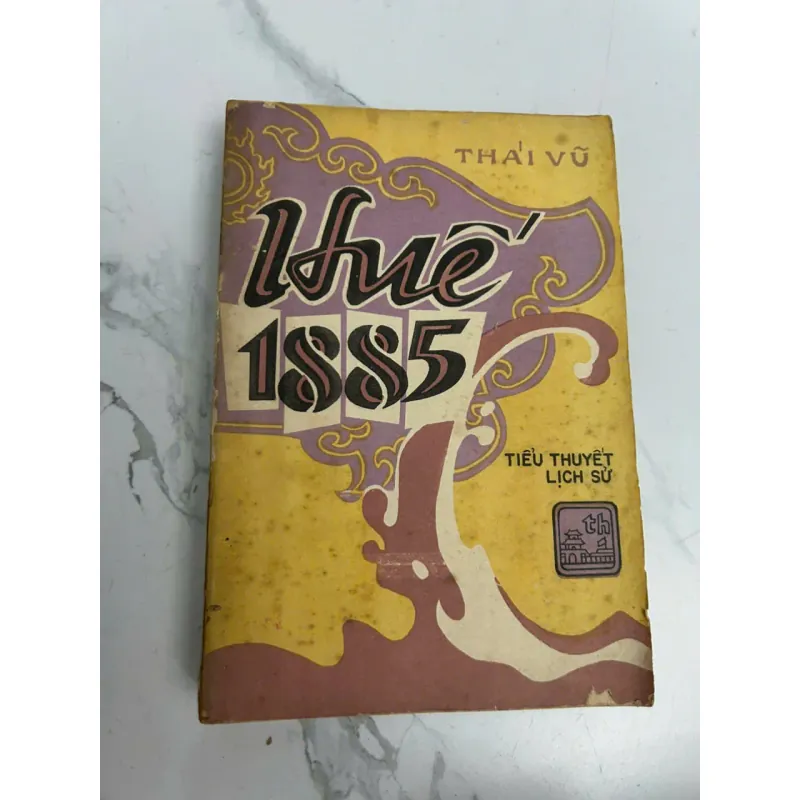 THÁI VŨ
Huế
1885
TIỂU THUYẾT
LỊCH SỬ
th